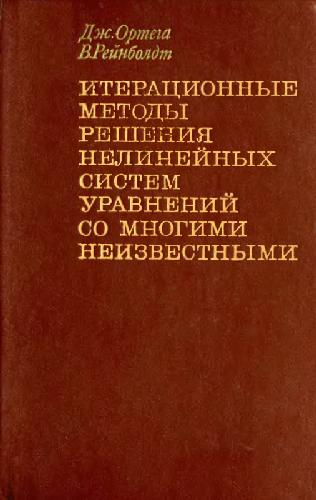 Дж. Ортега
В. Рейнболдт
ИТЕРАЦИОННЫЕ
МЕТОДЫ
РЕШЕНИЯ
НЕЛИНЕЙНЫХ
СИСТЕМ
УРАВНЕНИЙ
СО МНОГИМИ
НЕИЗВЕСТНЫМИ